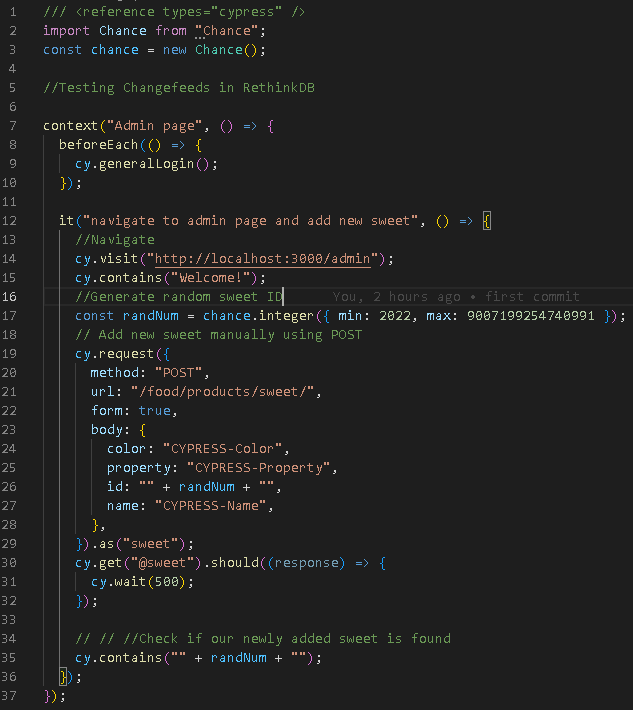 1 /// <reference types="cypress" />
2 import Chance from "Chance";
3 const chance = new Chance();
4
5 //Testing Changefeeds in RethinkDB
6
7 context("Admin page", () => {
8 beforeEach(() => {
9 cy.generalLogin();
10 });
11
12 it("navigate to admin page and add new sweet", () => {
13 //Navigate
14 cy.visit("http://localhost:3000/admin");
15 cy.contains("Welcome!");
16 //Generate random sweet ID You, 2 hours ago • first commit
17 const randNum = chance.integer({ min: 2022, max: 9007199254740991 });
18 // Add new sweet manually using POST
19 cy.request({
20 method: "POST",
21 url: "/food/products/sweet/",
22 form: true,
23 body: {
24 color: "CYPRESS-Color",
25 property: "CYPRESS-Property",
26 id: "" + randNum + "",
27 name: "CYPRESS-Name",
28 },
29 }).as("sweet");
30 cy.get("@sweet").should((response) => {
31 cy.wait(500);
32 });
33
34 // // //Check if our newly added sweet is found
35 cy.contains("" + randNum + "");
36 });
37 });